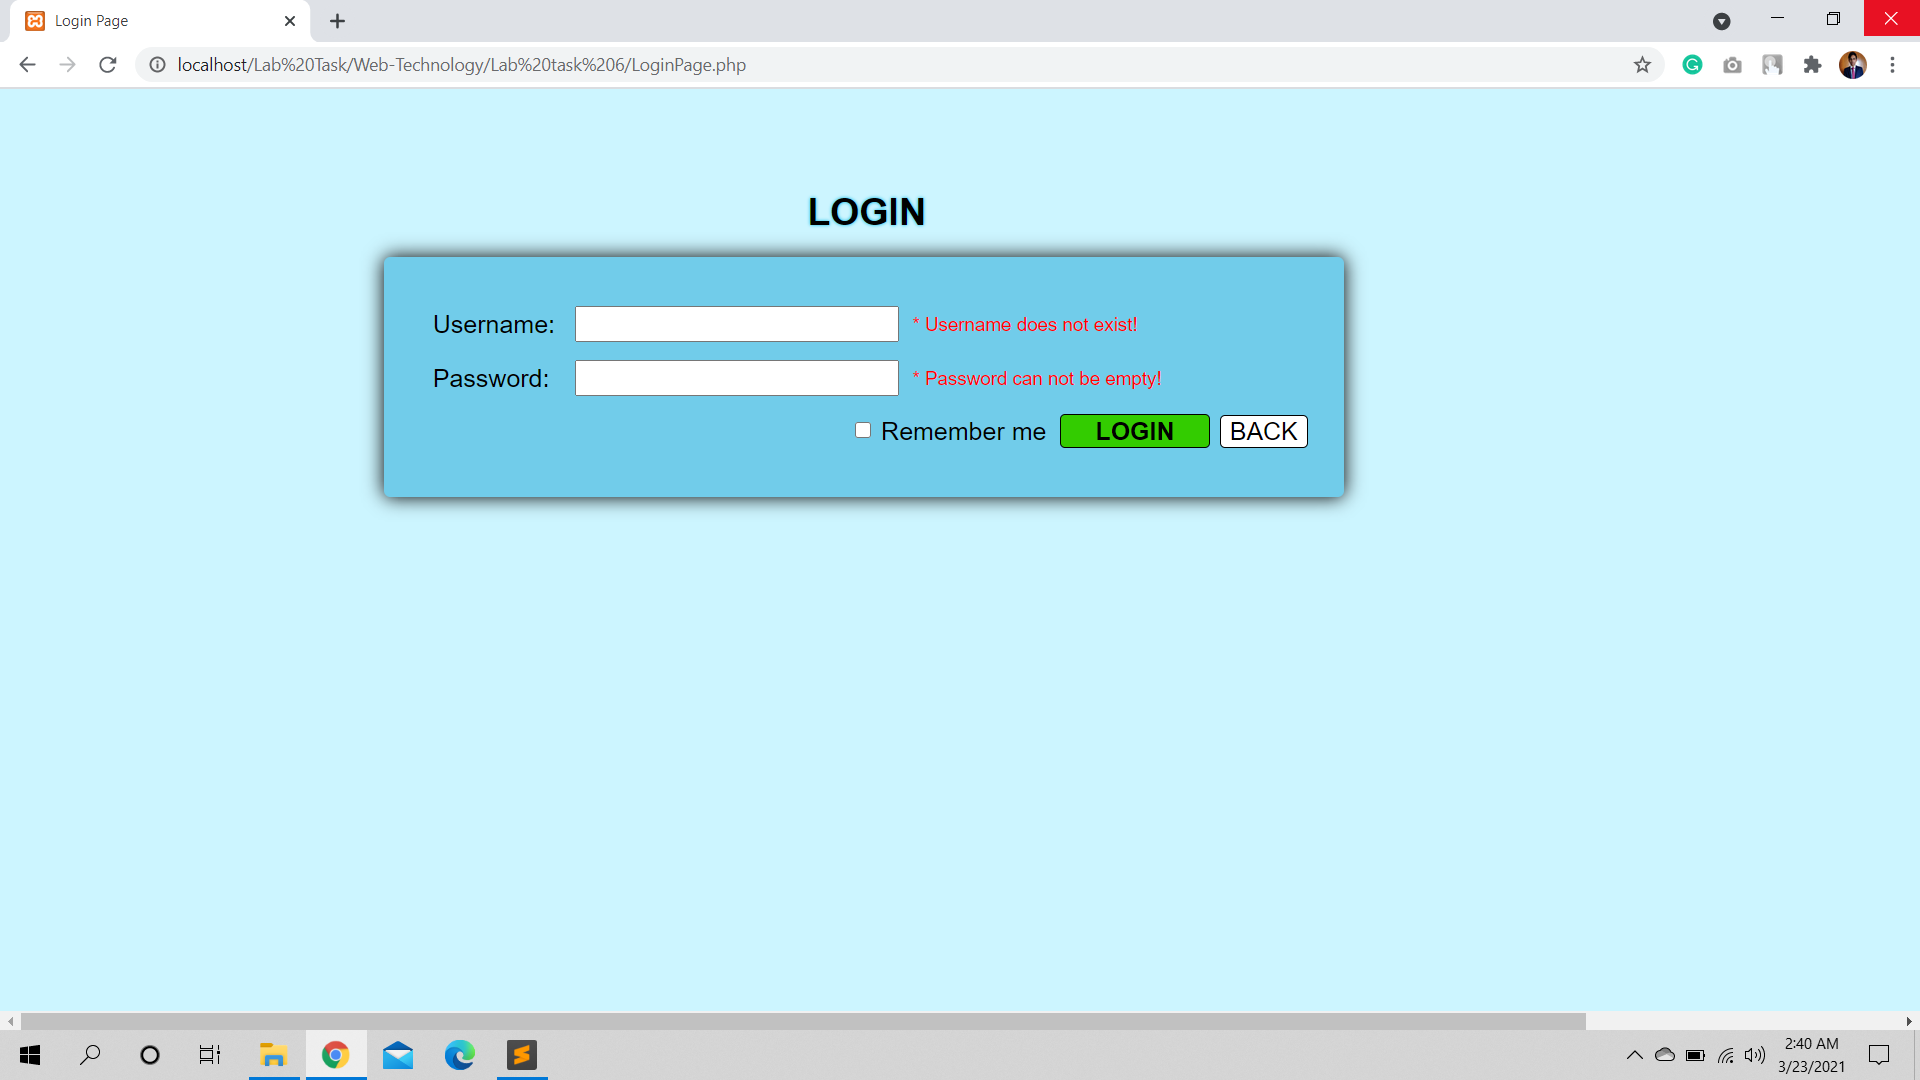 Login Page
localhost/Lab%20Task/Web-Technology/Lab%20task%206/LoginPage.php
LOGIN
Username: * Username does not exist!
Password: * Password can not be empty!
Remember me LOGIN BACK
2:40 AM
3/23/2021